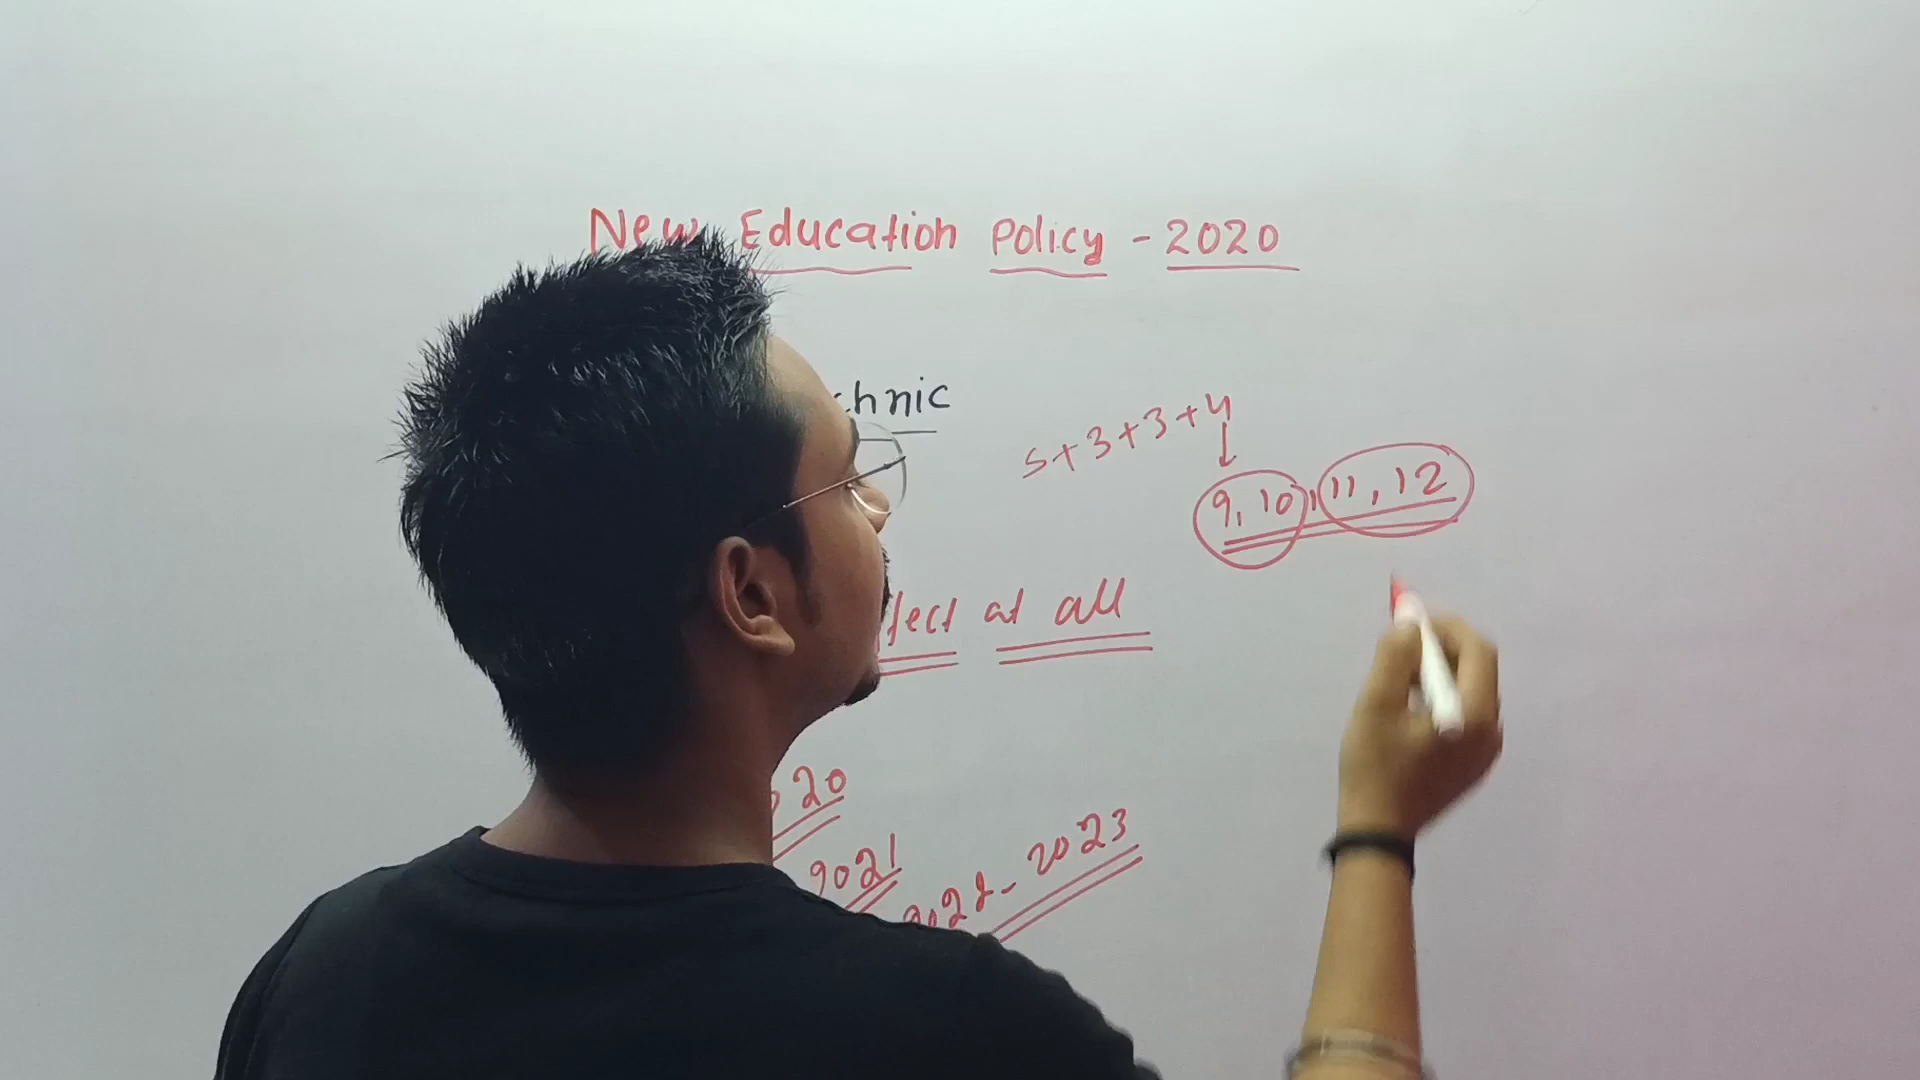 New Education Policy - 2020
chnic
5+3+3+4
9, 10, 11, 12
fect at all
20
2021
2022-2023